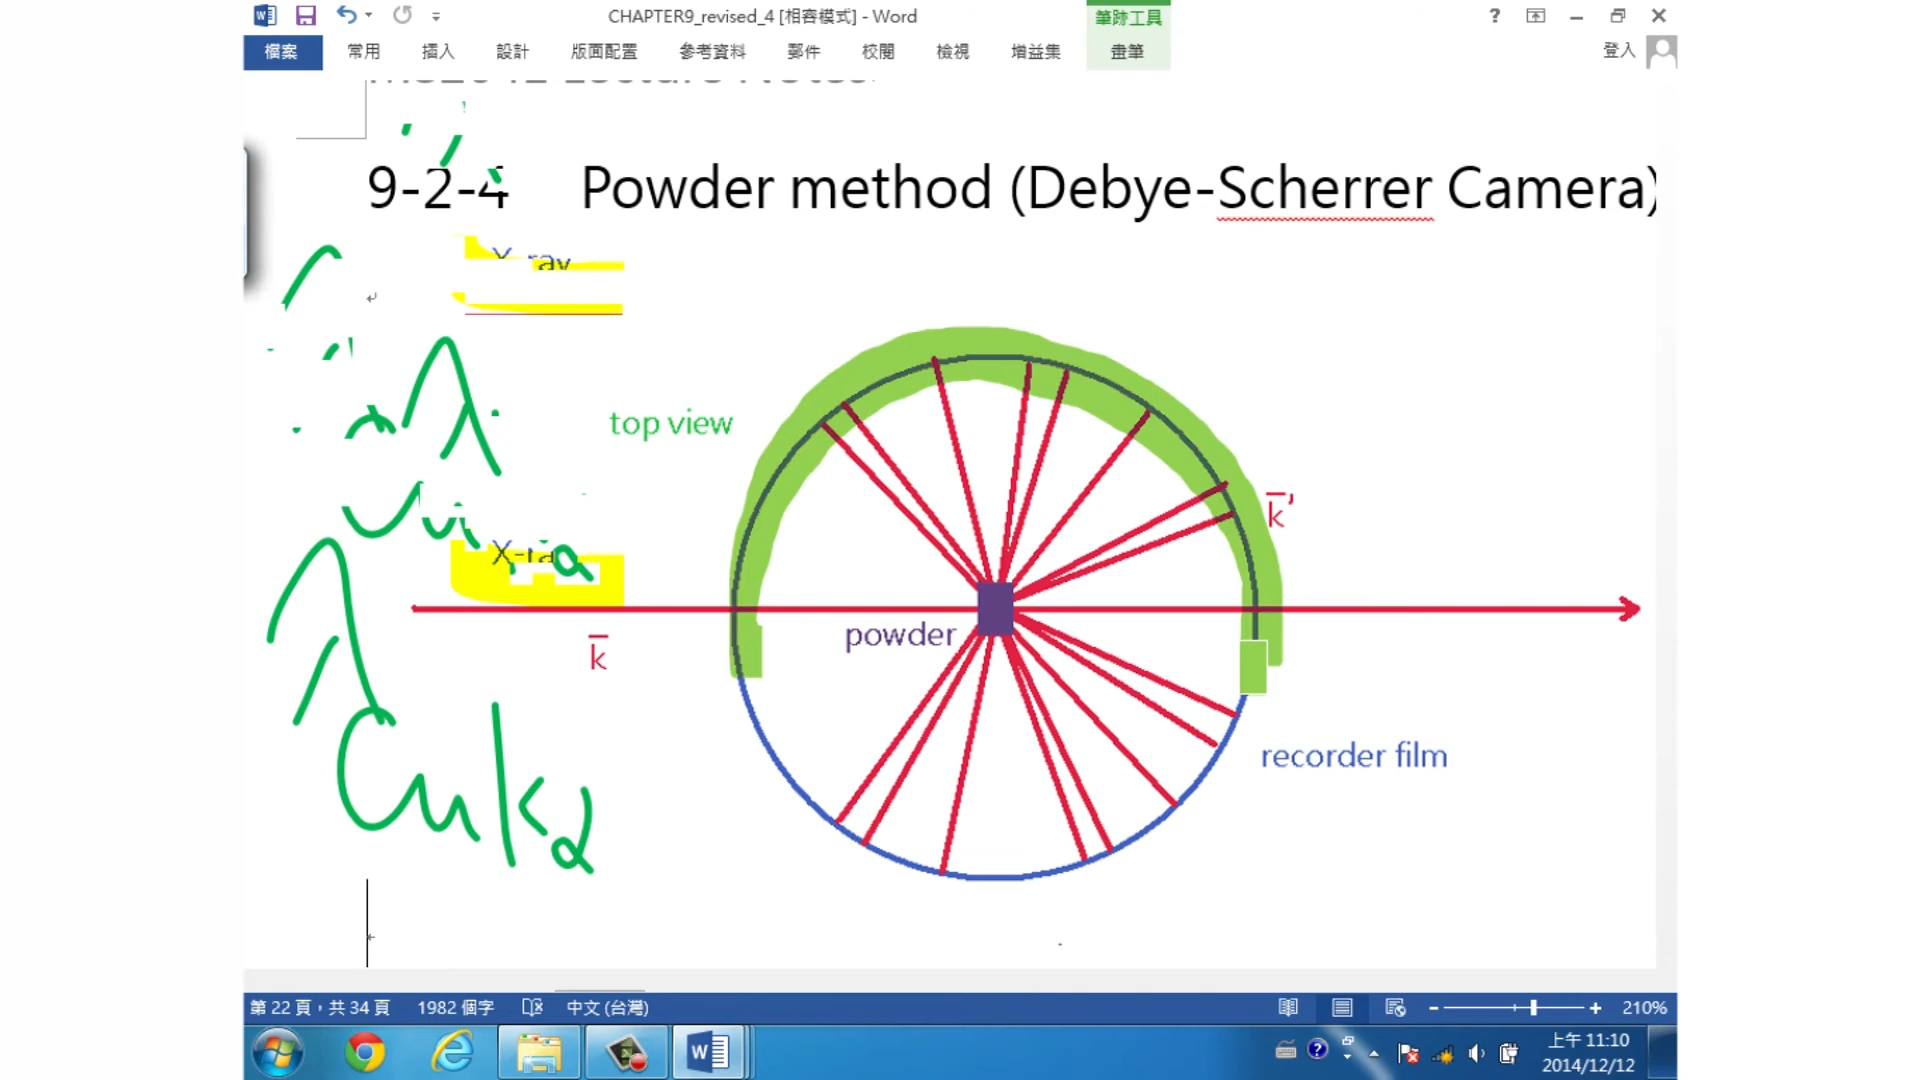 CHAPTER9_revised_4 [相容模式] - Word
筆跡工具
?
檔案 常用 插入 設計 版面配置 參考資料 郵件 校閱 檢視 增益集 畫筆 登入
9-2-4 Powder method (Debye-Scherrer Camera)
X-ray
λ
top view
k̅'
X-ra
k̅
powder
λ
CuKα
recorder film
第 22 頁，共 34 頁 1982 個字 中文 (台灣) 210%
上午 11:10
2014/12/12